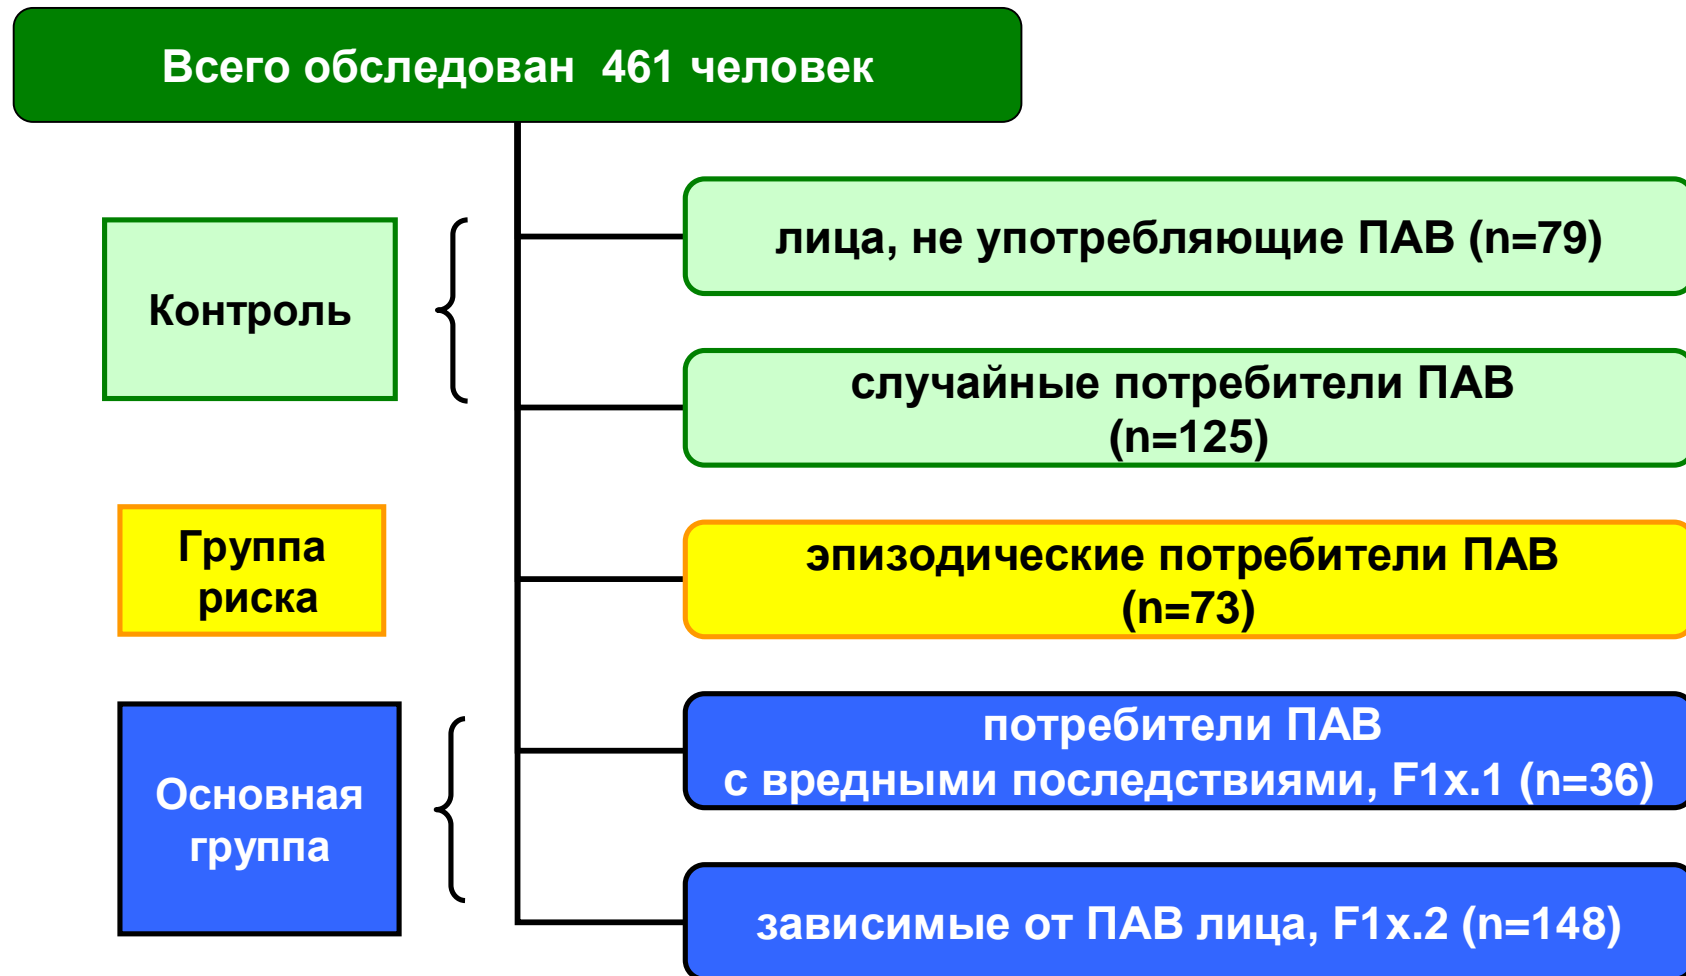 Всего обследован 461 человек
Контроль
лица, не употребляющие ПАВ (n=79)
случайные потребители ПАВ
(n=125)
Группа
риска
эпизодические потребители ПАВ
(n=73)
Основная
группа
потребители ПАВ
с вредными последствиями, F1x.1 (n=36)
зависимые от ПАВ лица, F1x.2 (n=148)